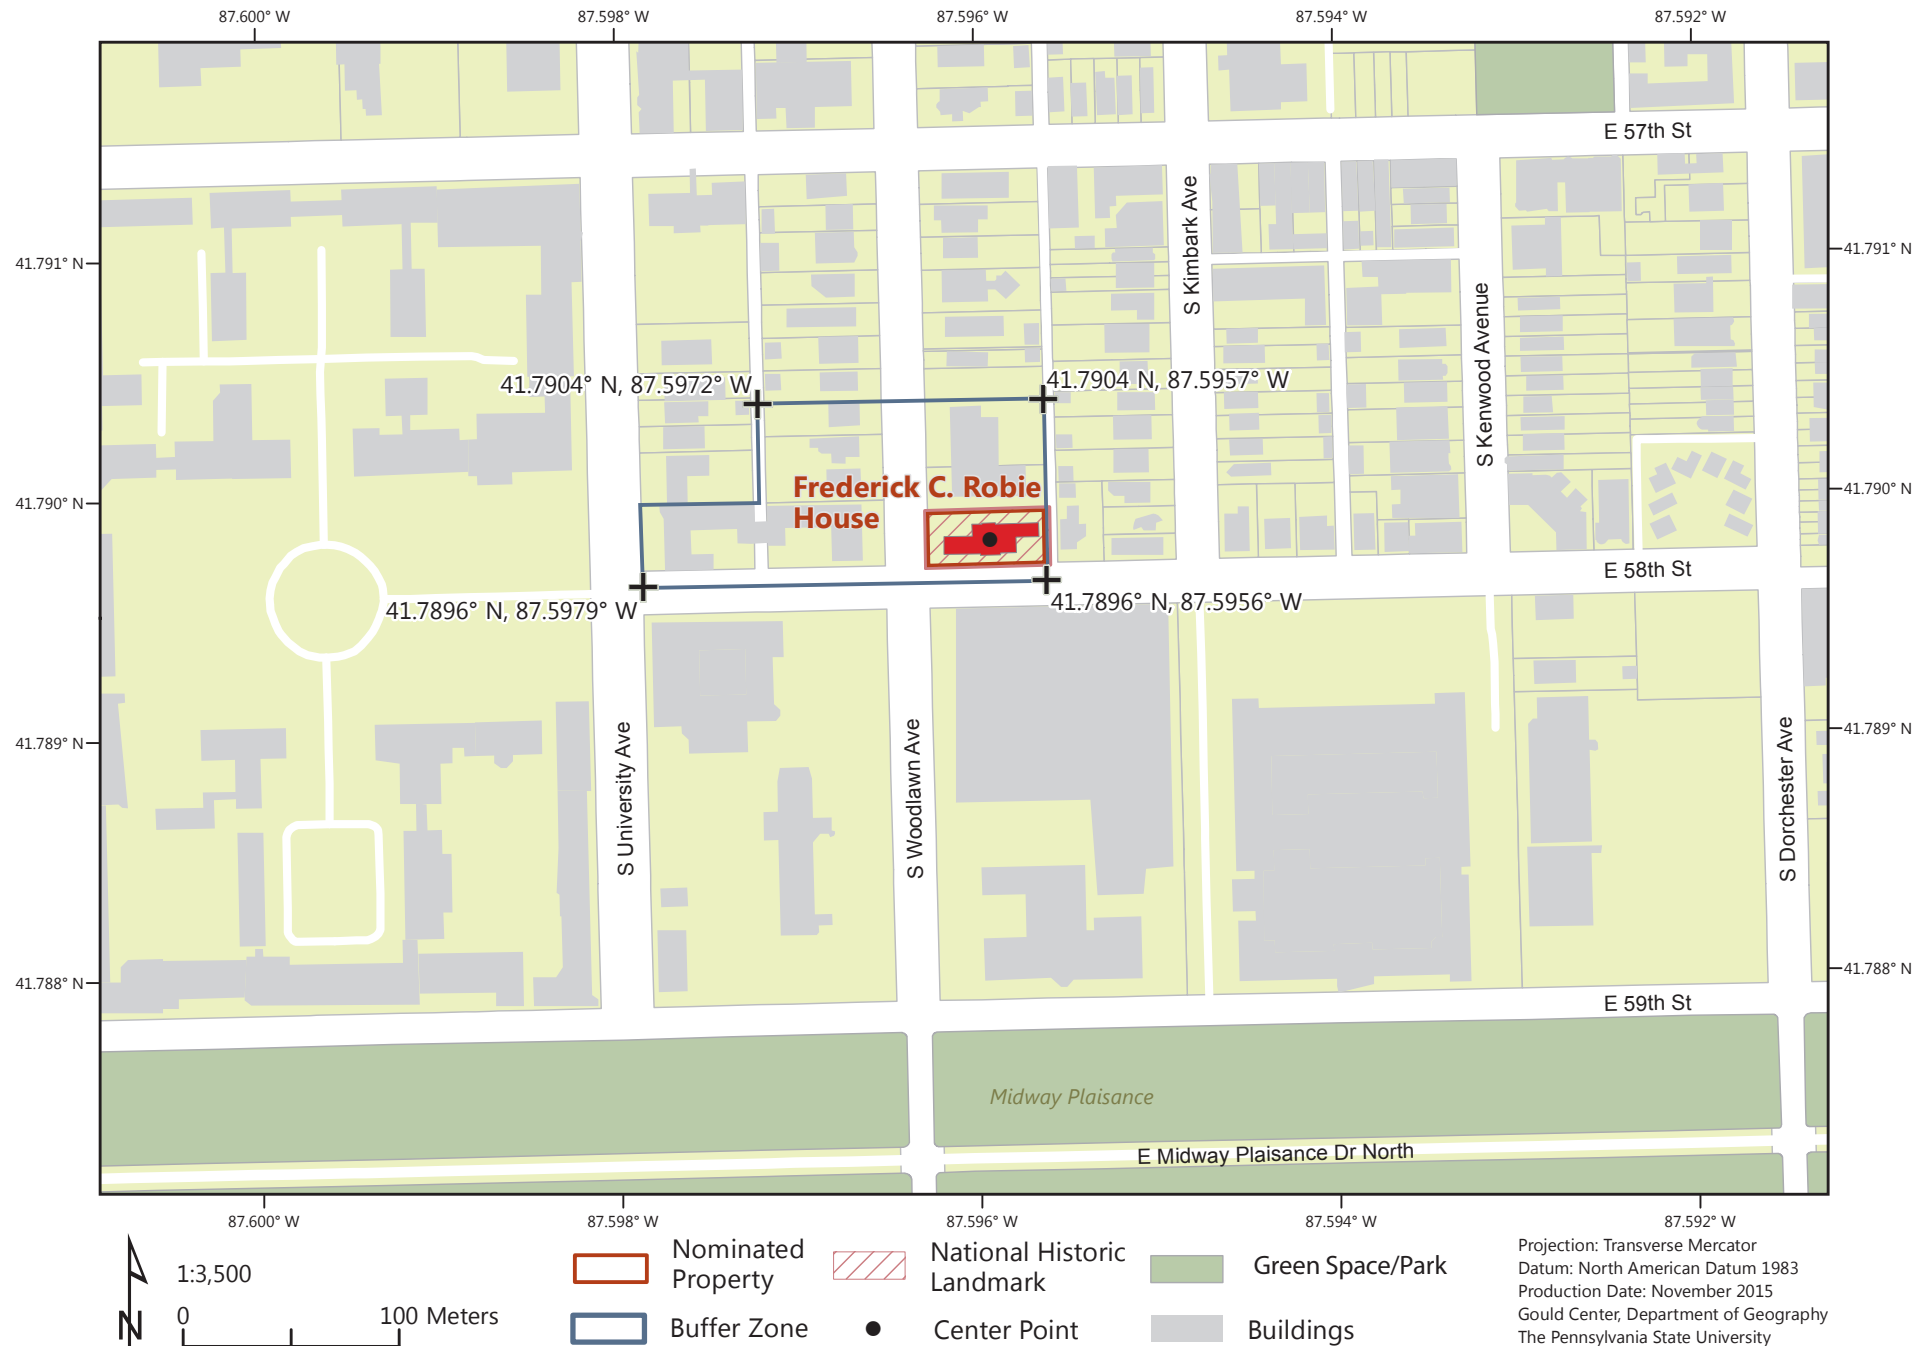 87.600° W
87.598° W
87.596° W
87.594° W
87.592° W
E 57th St
S Kimbark Ave
41.791° N
41.791° N
S Kenwood Avenue
41.7904° N, 87.5972° W
41.7904 N, 87.5957° W
Frederick C. Robie
House
41.790° N
41.790° N
E 58th St
41.7896° N, 87.5979° W
41.7896° N, 87.5956° W
S University Ave
S Woodlawn Ave
S Dorchester Ave
41.789° N
41.789° N
41.788° N
41.788° N
E 59th St
Midway Plaisance
E Midway Plaisance Dr North
87.600° W
87.598° W
87.596° W
87.594° W
87.592° W
N
1:3,500
0
100 Meters
Nominated
Property
Buffer Zone
National Historic
Landmark
Center Point
Green Space/Park
Buildings
Projection: Transverse Mercator
Datum: North American Datum 1983
Production Date: November 2015
Gould Center, Department of Geography
The Pennsylvania State University